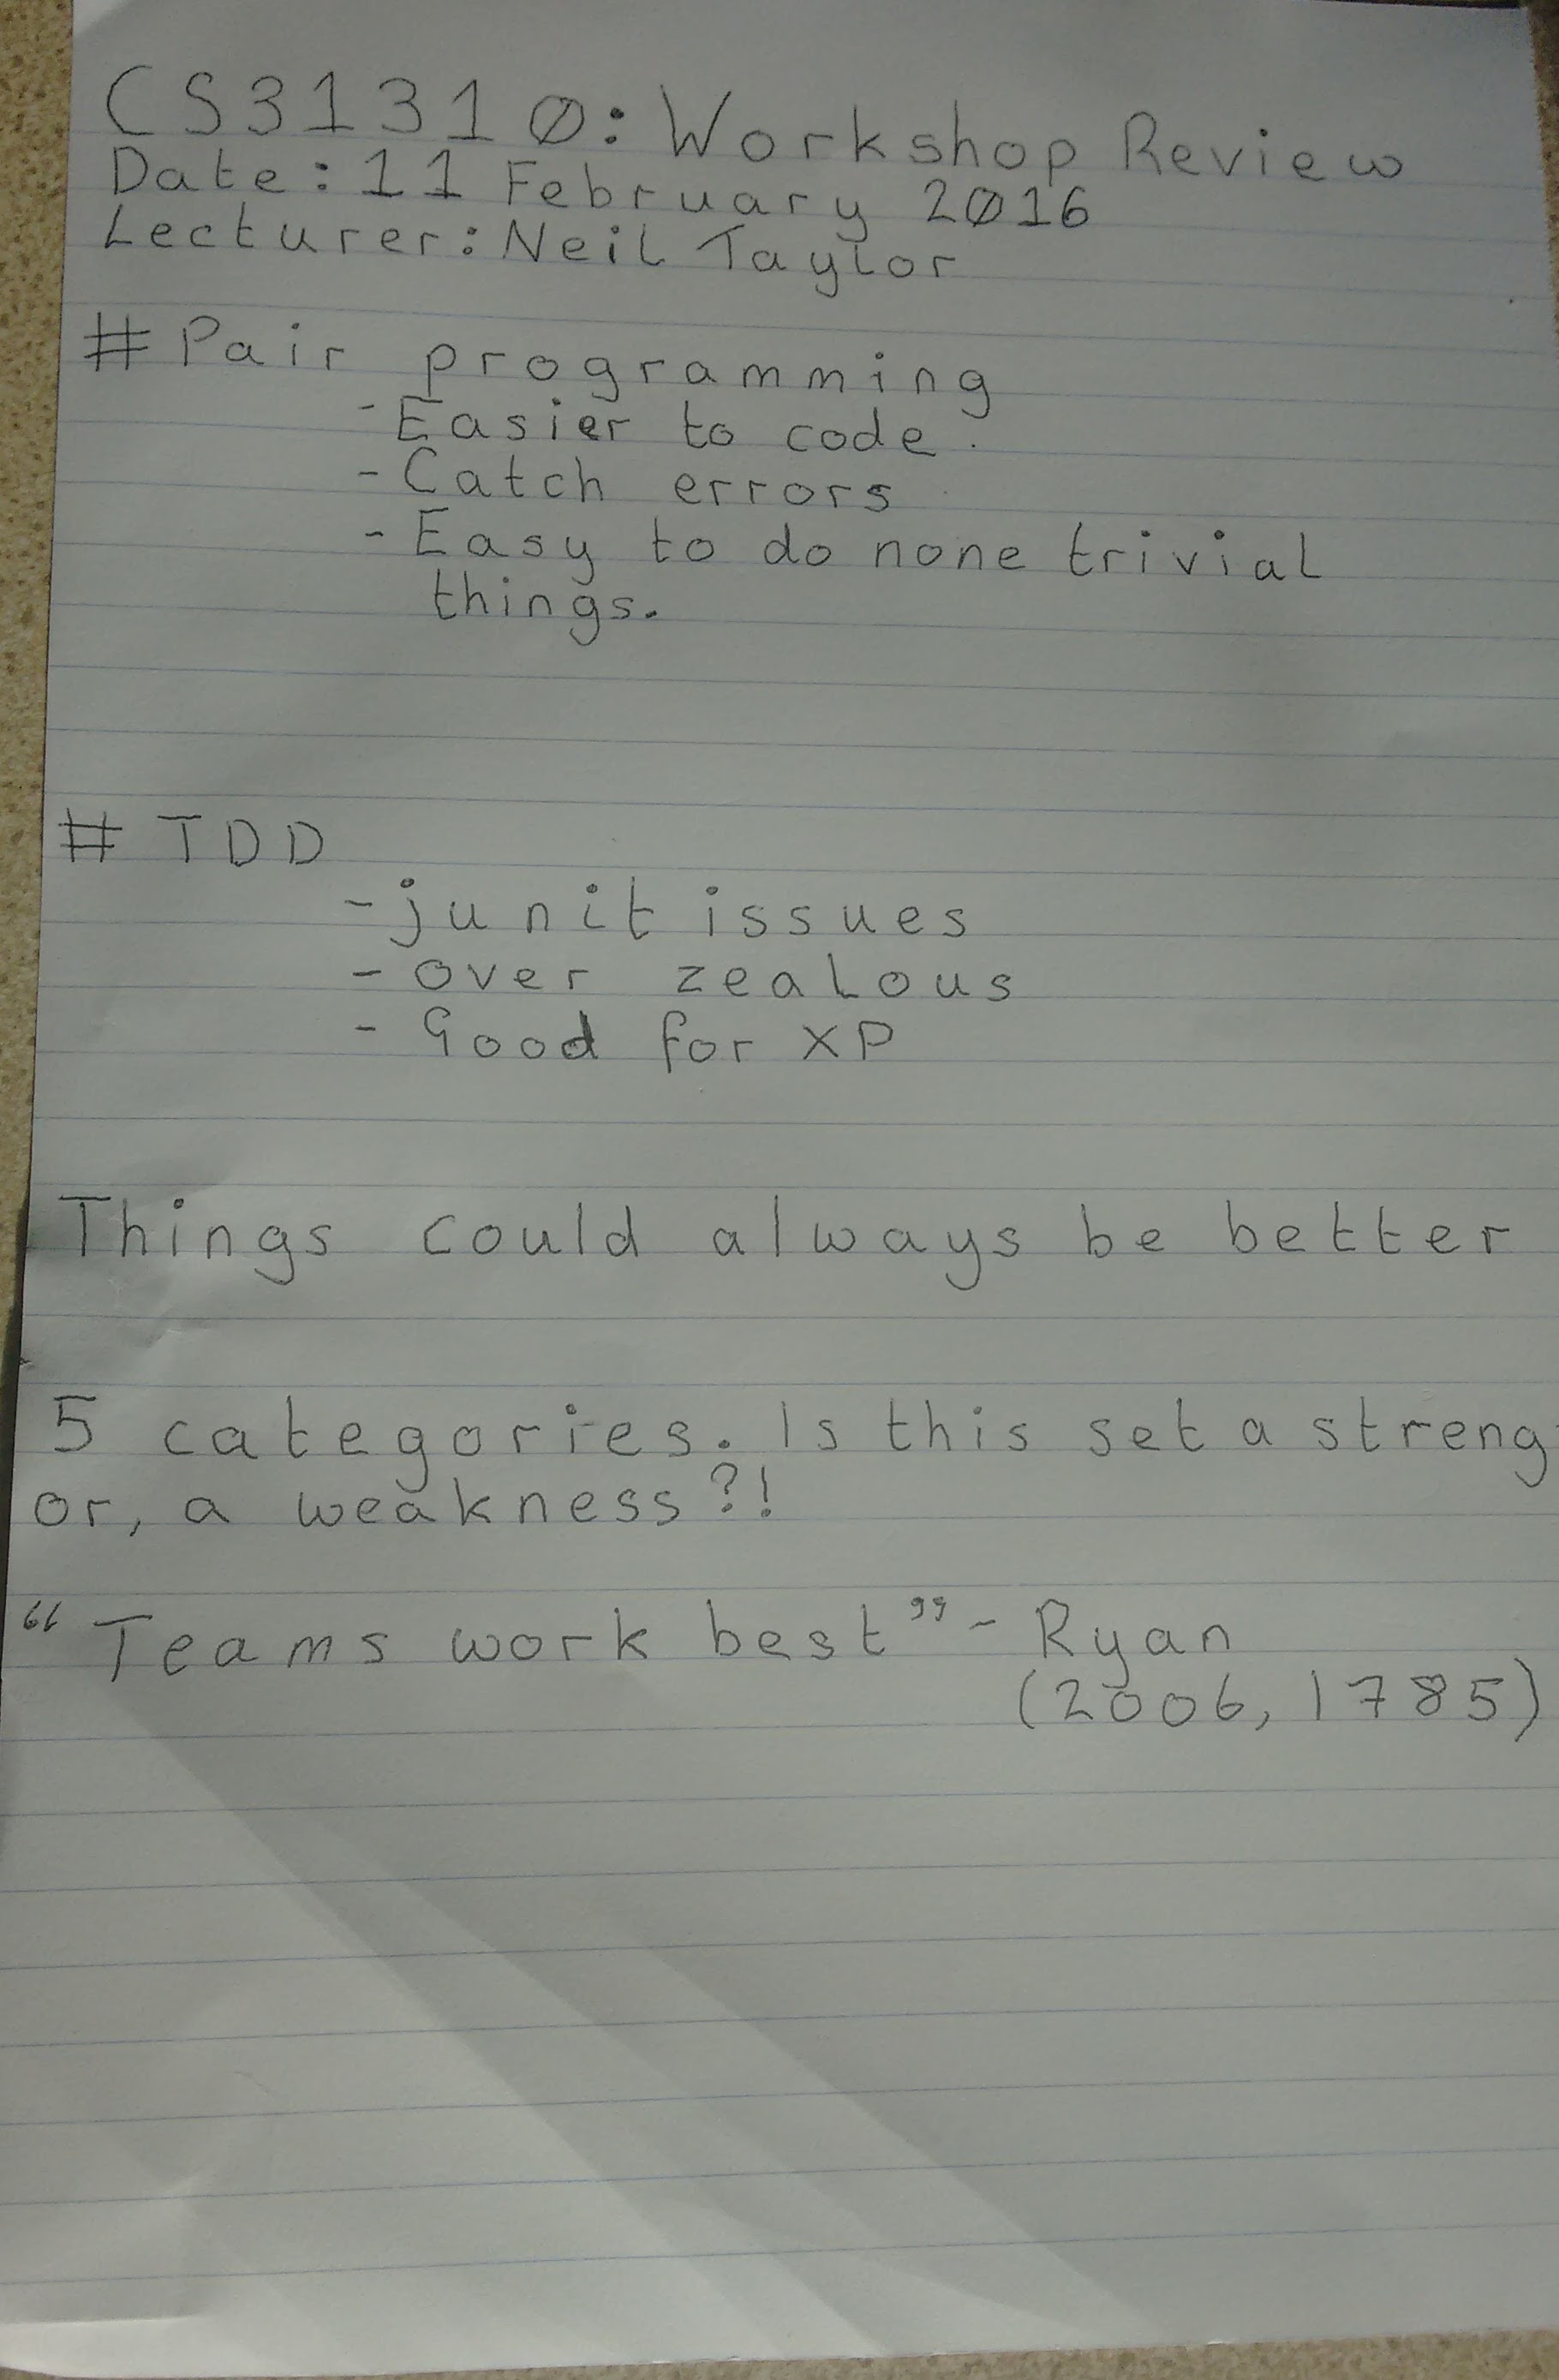 CS31310: Workshop Review
Date: 11 February 2016
Lecturer: Neil Taylor
# Pair programming
- Easier to code.
- Catch errors
- Easy to do none trivial
things.
# TDD
- junit issues
- over zealous
- Good for XP
Things could always be better
5 categories. Is this set a streng
or, a weakness?!
“Teams work best” - Ryan
(2006, 1785)